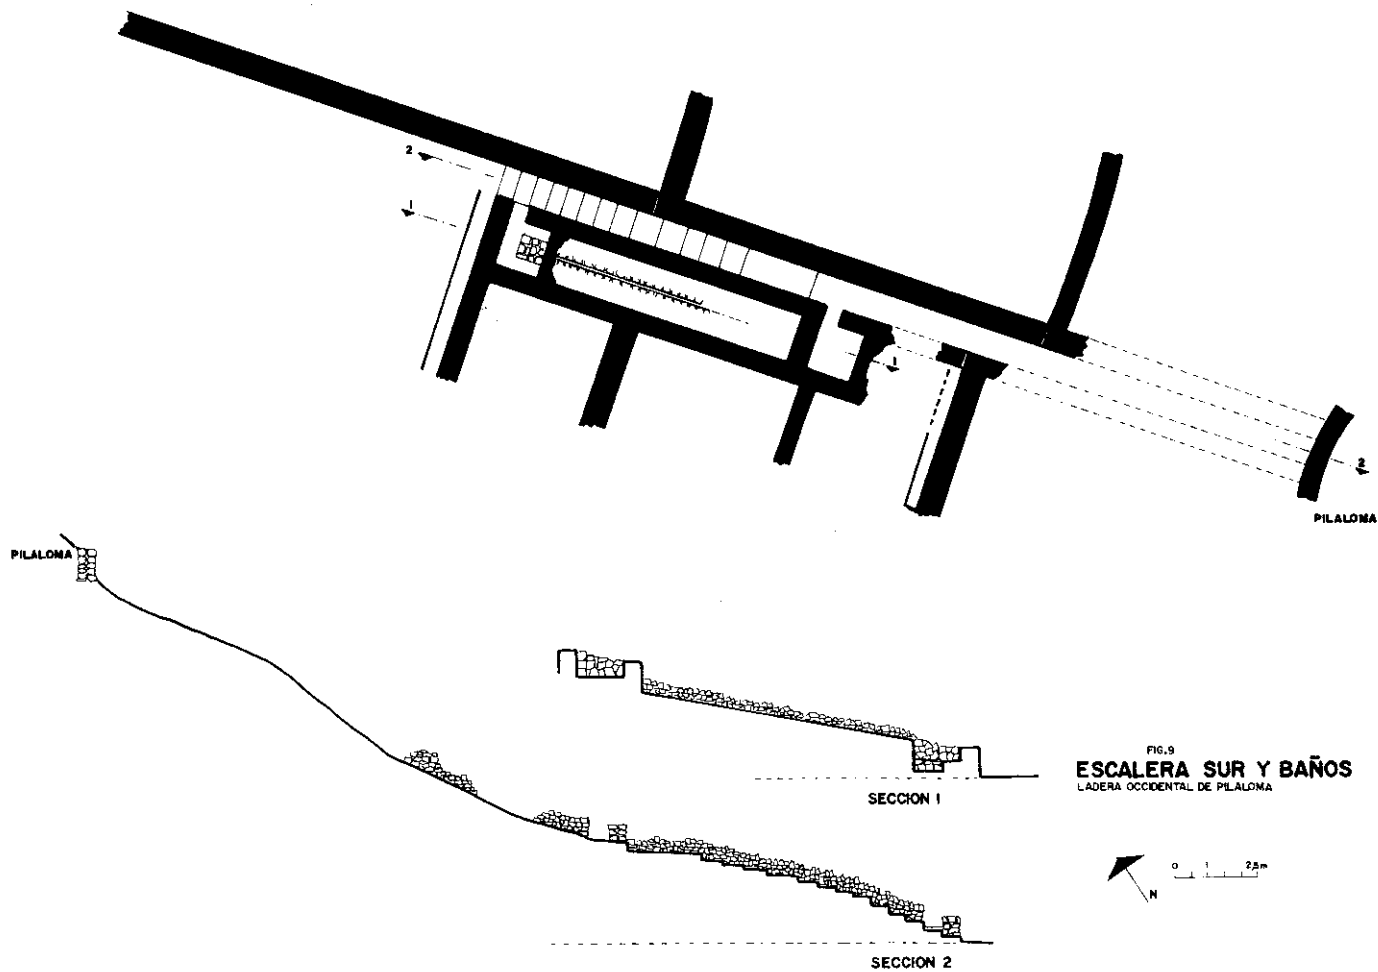 2
1
1
2
PILALOMA
PILALOMA
FIG. 9
ESCALERA SUR Y BAÑOS
LADERA OCCIDENTAL DE PILALOMA
SECCION 1
N
0 1 2,5m
SECCION 2